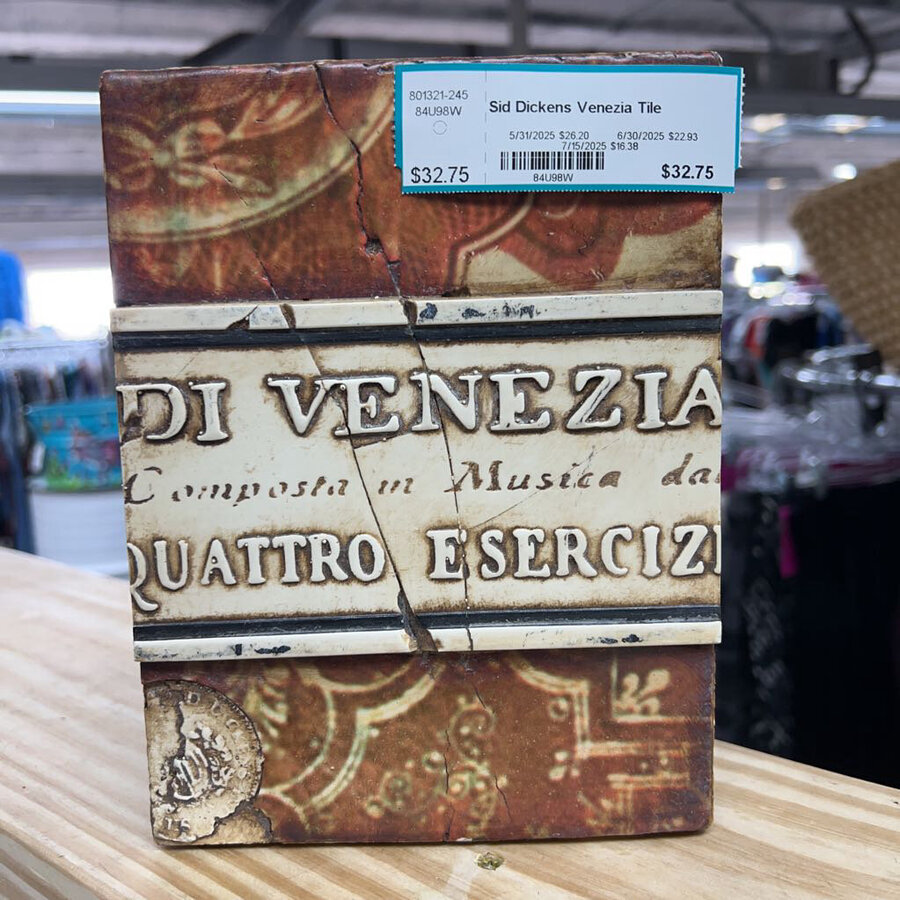 801321-245
84U98W
$32.75
Sid Dickens Venezia Tile
5/31/2025 $26.20 6/30/2025 $22.93
7/15/2025 $16.38
84U98W
$32.75
DI VENEZIA
Composta in Musica da
QUATTRO ESERCIZI